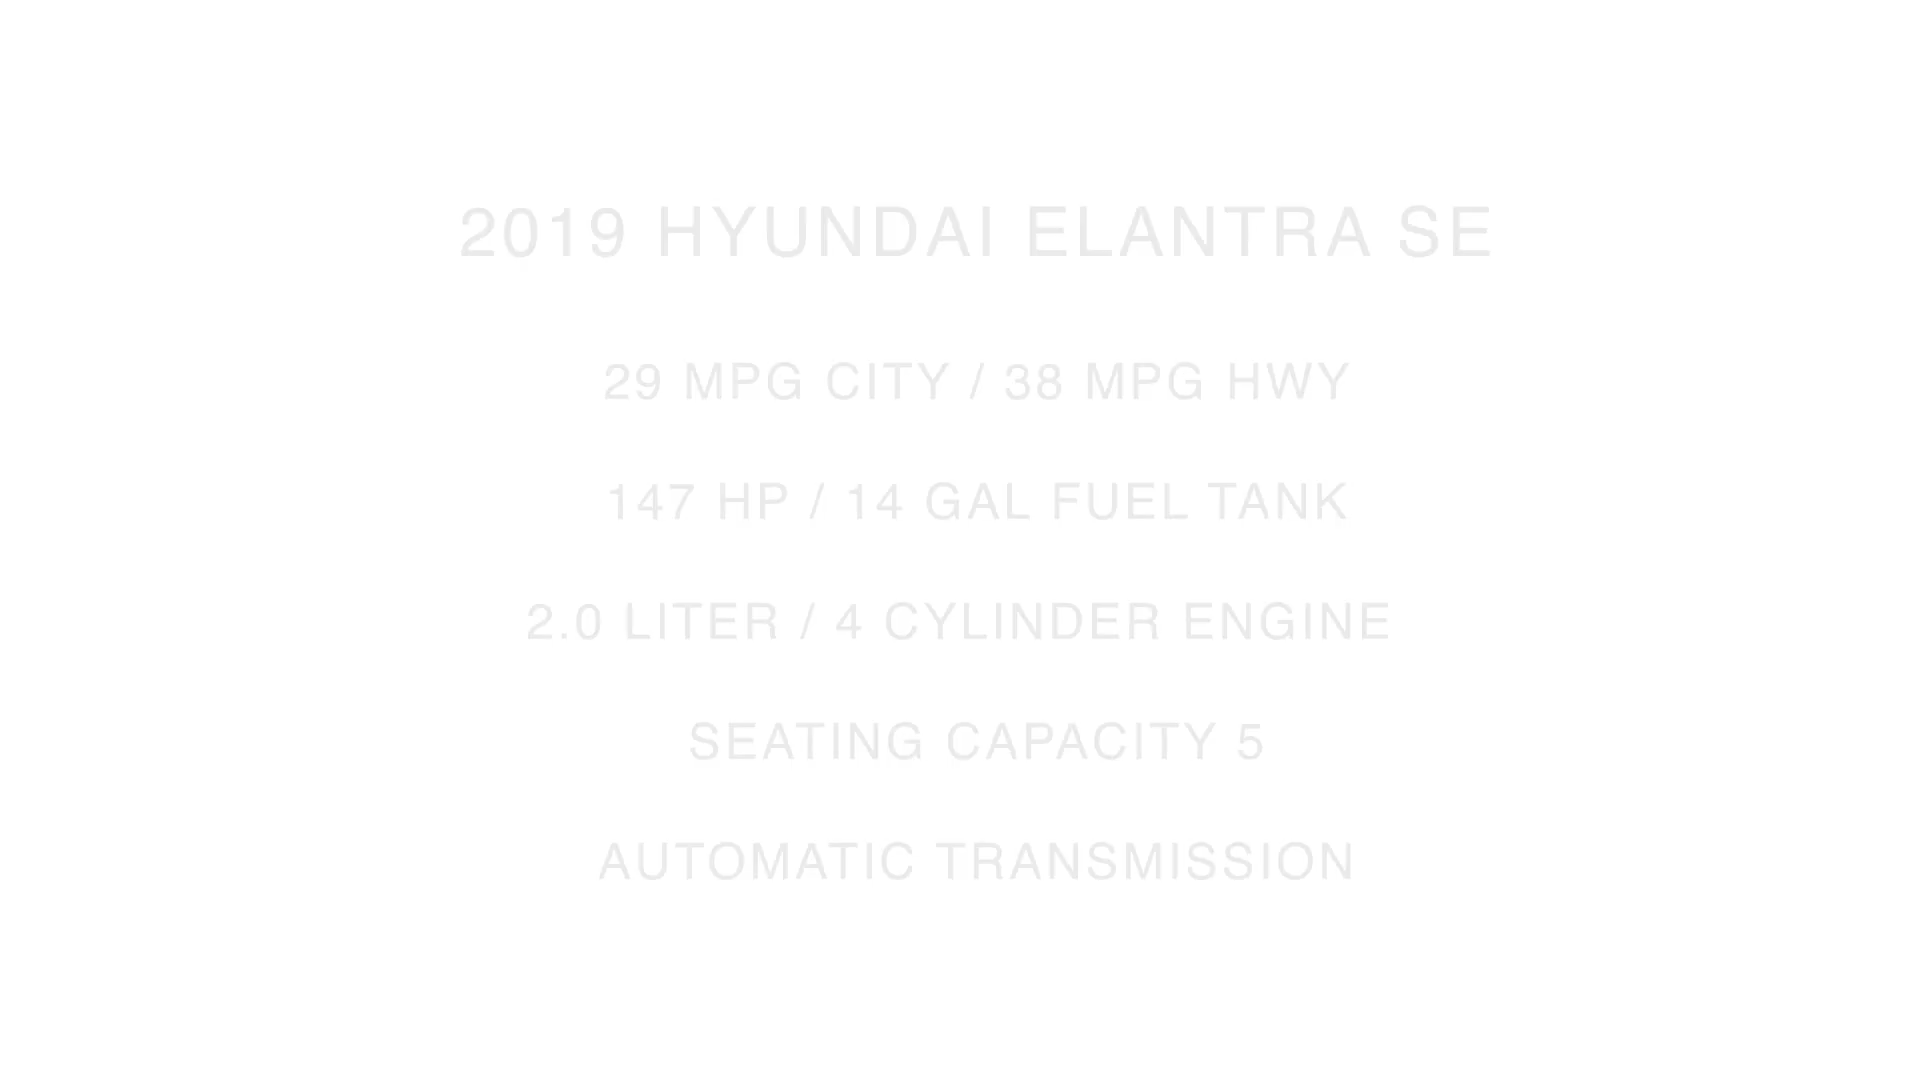 2019 HYUNDAI ELANTRA SE
29 MPG CITY / 38 MPG HWY
147 HP / 14 GAL FUEL TANK
2.0 LITER / 4 CYLINDER ENGINE
SEATING CAPACITY 5
AUTOMATIC TRANSMISSION